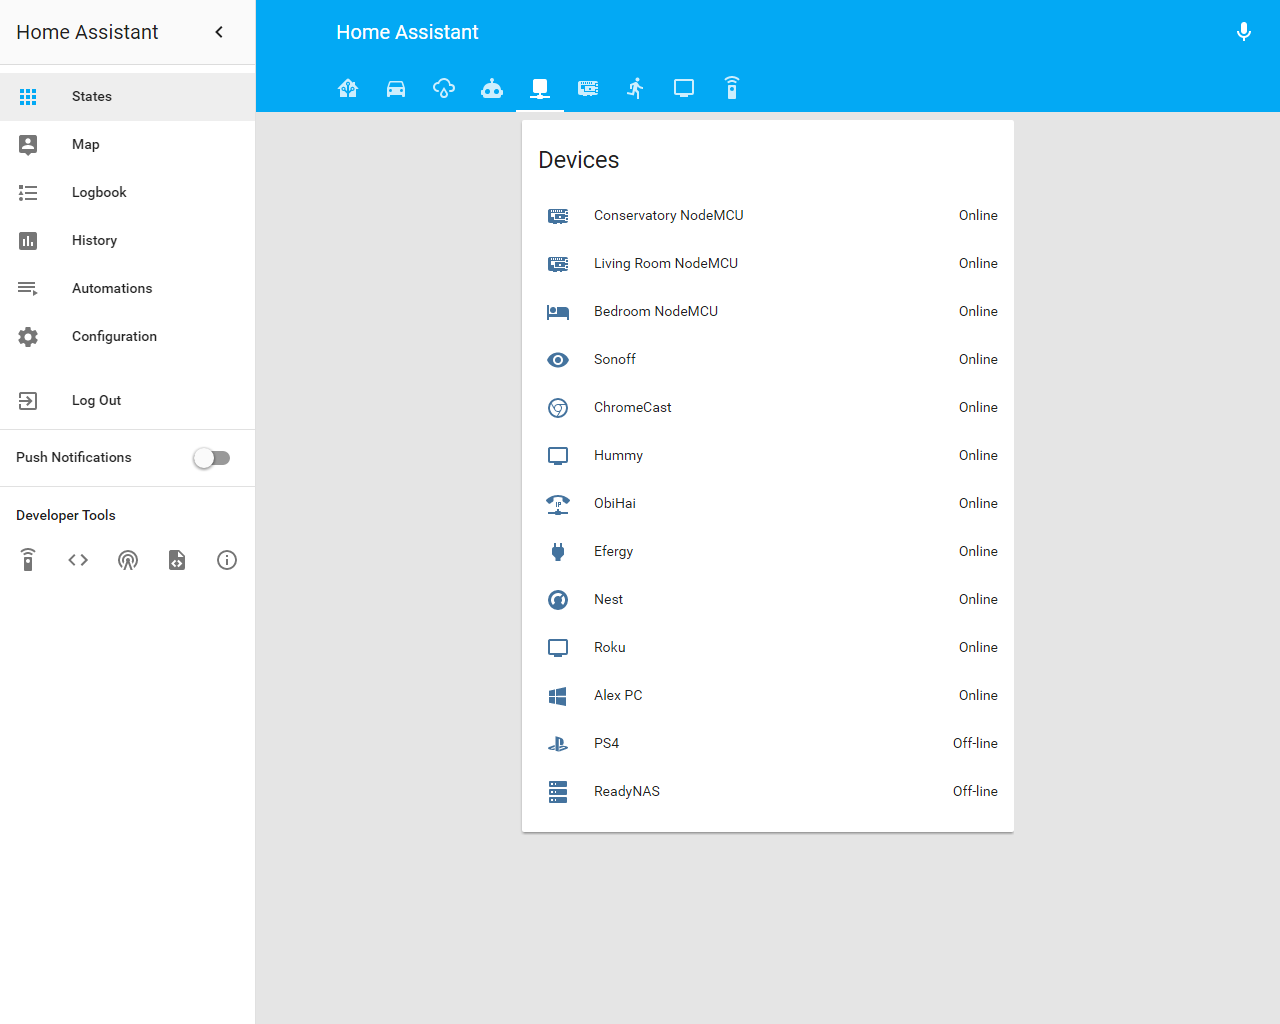 Home Assistant
States
Map
Logbook
History
Automations
Configuration
Log Out
Push Notifications
Developer Tools
Home Assistant
Devices
Conservatory NodeMCU Online
Living Room NodeMCU Online
Bedroom NodeMCU Online
Sonoff Online
ChromeCast Online
Hummy Online
ObiHai Online
Efergy Online
Nest Online
Roku Online
Alex PC Online
PS4 Off-line
ReadyNAS Off-line